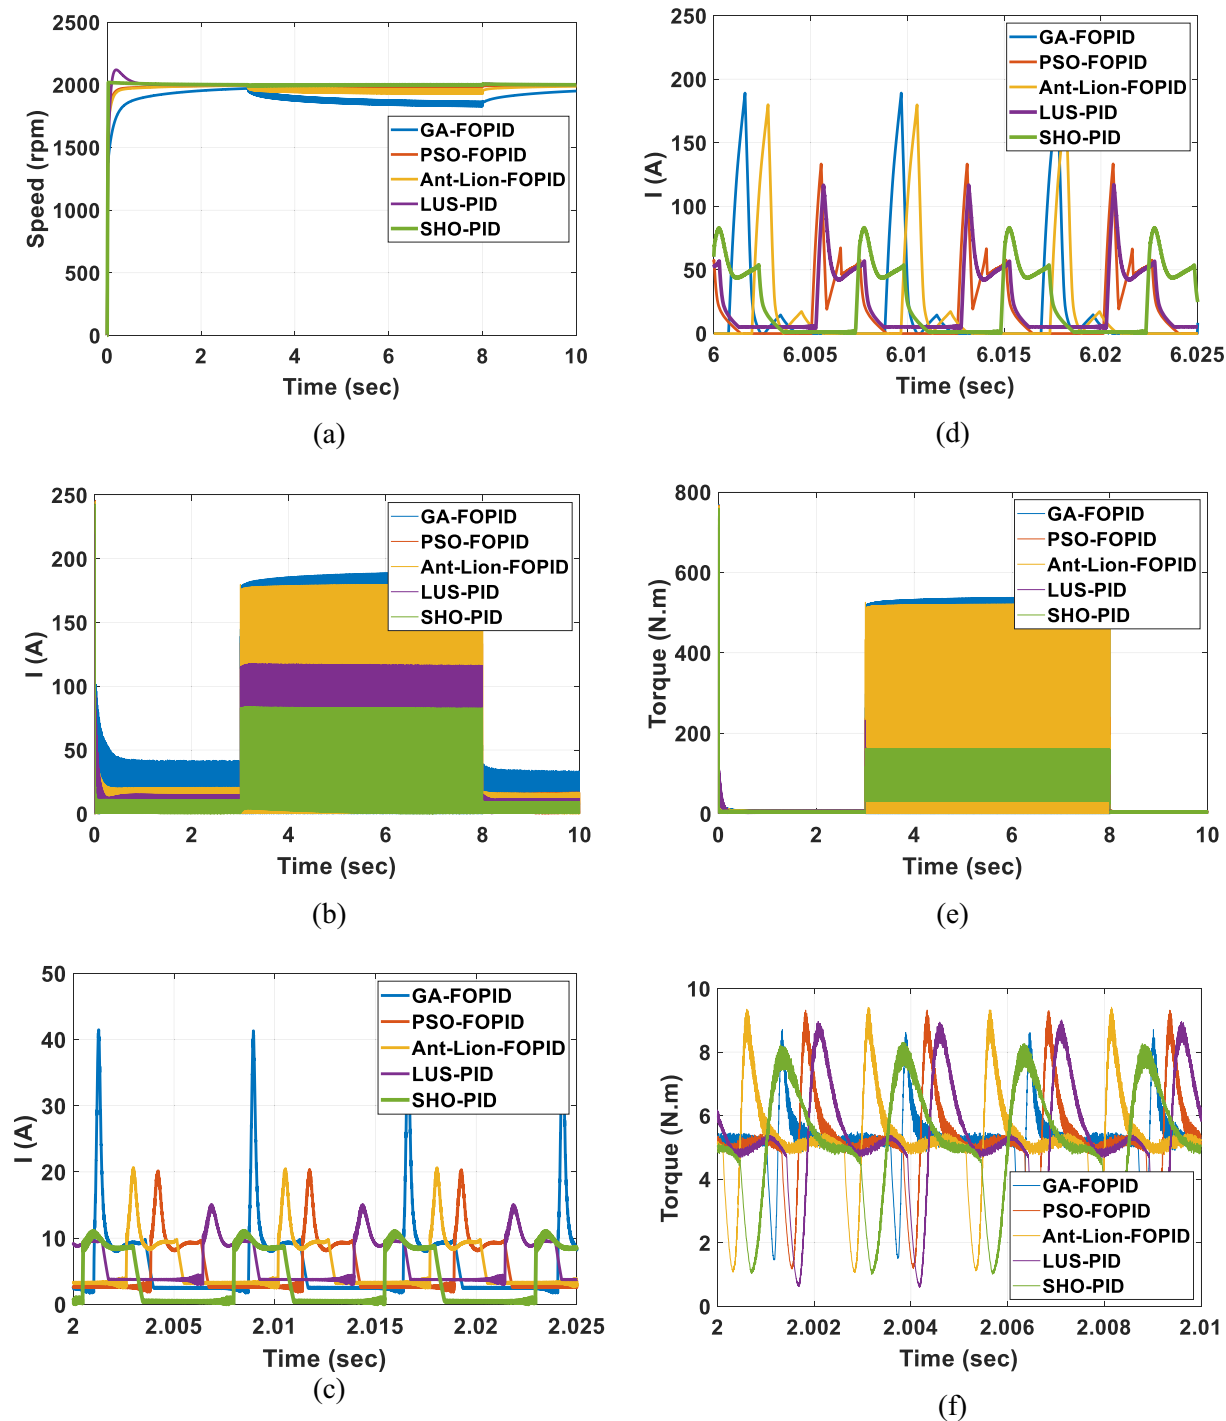 2500
2000
1500
1000
500
0
Speed (rpm)
GA-FOPID
PSO-FOPID
Ant-Lion-FOPID
LUS-PID
SHO-PID
0 2 4 6 8 10
Time (sec)
(a)
250
200
150
100
50
0
I (A)
GA-FOPID
PSO-FOPID
Ant-Lion-FOPID
LUS-PID
SHO-PID
6 6.005 6.01 6.015 6.02 6.025
Time (sec)
(d)
250
200
150
100
50
0
I (A)
GA-FOPID
PSO-FOPID
Ant-Lion-FOPID
LUS-PID
SHO-PID
0 2 4 6 8 10
Time (sec)
(b)
800
600
400
200
0
Torque (N.m)
GA-FOPID
PSO-FOPID
Ant-Lion-FOPID
LUS-PID
SHO-PID
0 2 4 6 8 10
Time (sec)
(e)
50
40
30
20
10
0
I (A)
GA-FOPID
PSO-FOPID
Ant-Lion-FOPID
LUS-PID
SHO-PID
2 2.005 2.01 2.015 2.02 2.025
Time (sec)
(c)
10
8
6
4
2
0
Torque (N.m)
GA-FOPID
PSO-FOPID
Ant-Lion-FOPID
LUS-PID
SHO-PID
2 2.002 2.004 2.006 2.008 2.01
Time (sec)
(f)